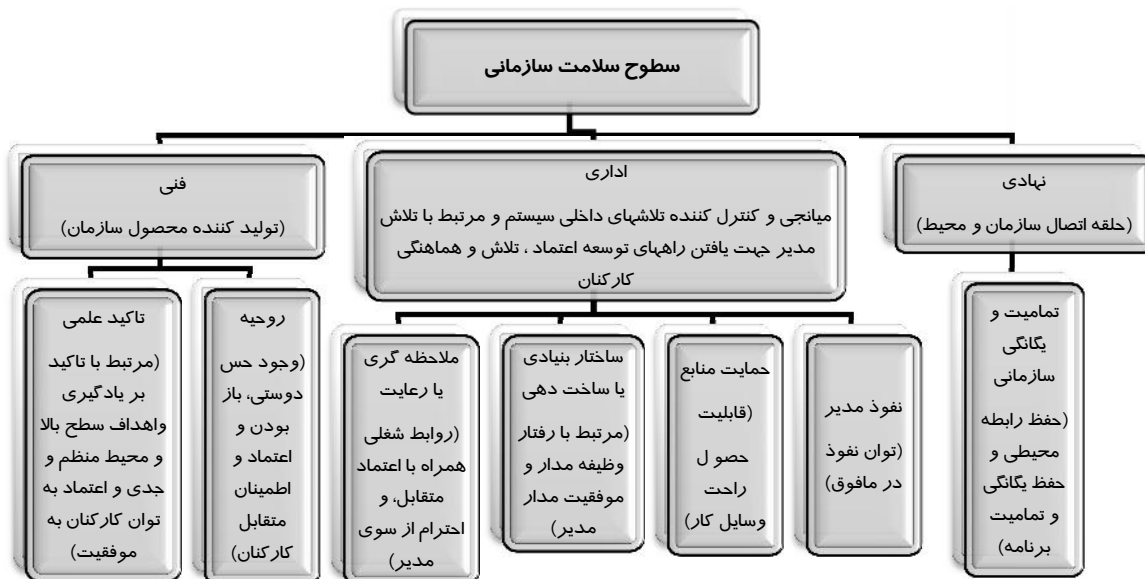 سطوح سلامت سازمانی
نهادی
(حلقه اتصال سازمان و محیط)
اداری
میانجی و کنترل کننده تلاشهای داخلی سیستم و مرتبط با تلاش
مدیر جهت یافتن راههای توسعه اعتماد ، تلاش و هماهنگی
کارکنان
فنی
(تولید کننده محصول سازمان)
تمامیت و
یگانگی
سازمانی
(حفظ رابطه
محیطی و
حفظ یگانگی
و تمامیت
برنامه)
نفوذ مدیر
(توان نفوذ
در مافوق)
حمایت منابع
(قابلیت
حصو ل
راحت
وسایل کار)
ساختار بنیادی
یا ساخت دهی
(مرتبط با رفتار
وظیفه مدار و
موفقیت مدار
مدیر)
ملاحظه گری
یا رعایت
(روابط شغلی
همراه با اعتماد
متقابل، و
احترام از سوی
مدیر)
روحیه
(وجود حس
دوستی، باز
بودن و
اعتماد و
اطمینان
متقابل
کارکنان)
تاکید علمی
(مرتبط با تاکید
بر یادگیری
واهداف سطح بالا
و محیط منظم و
جدی و اعتماد به
توان کارکنان به
موفقیت)